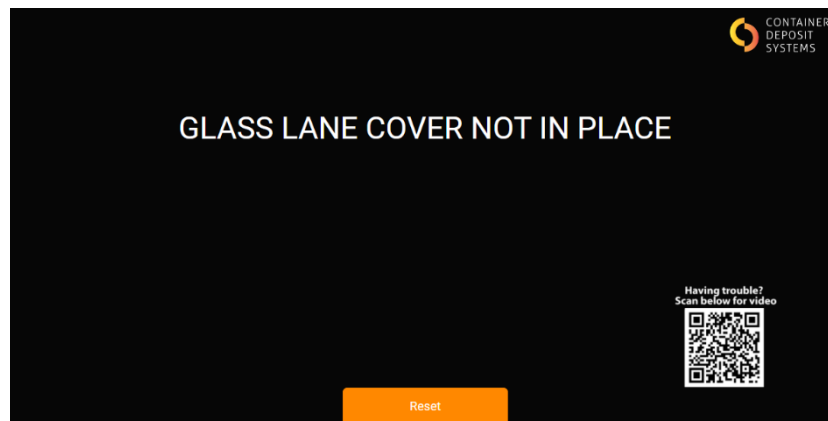 CONTAINER
DEPOSIT
SYSTEMS
GLASS LANE COVER NOT IN PLACE
Having trouble?
Scan below for video
Reset